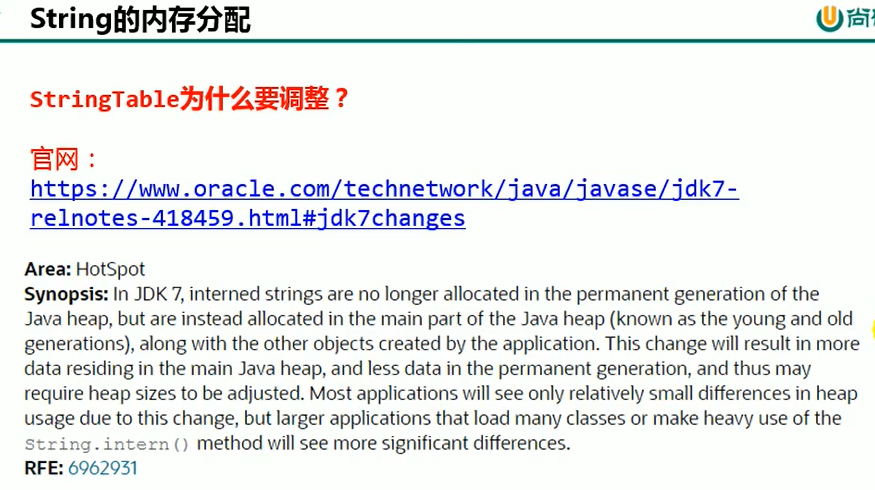 String的内存分配
尚
StringTable为什么要调整？
官网：
https://www.oracle.com/technetwork/java/javase/jdk7-
relnotes-418459.html#jdk7changes
Area: HotSpot
Synopsis: In JDK 7, interned strings are no longer allocated in the permanent generation of the
Java heap, but are instead allocated in the main part of the Java heap (known as the young and old
generations), along with the other objects created by the application. This change will result in more
data residing in the main Java heap, and less data in the permanent generation, and thus may
require heap sizes to be adjusted. Most applications will see only relatively small differences in heap
usage due to this change, but larger applications that load many classes or make heavy use of the
String.intern() method will see more significant differences.
RFE: 6962931